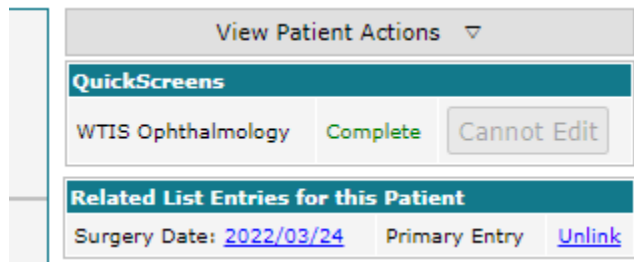 View Patient Actions ▽
QuickScreens
WTIS Ophthalmology Complete Cannot Edit
Related List Entries for this Patient
Surgery Date: 2022/03/24 Primary Entry Unlink